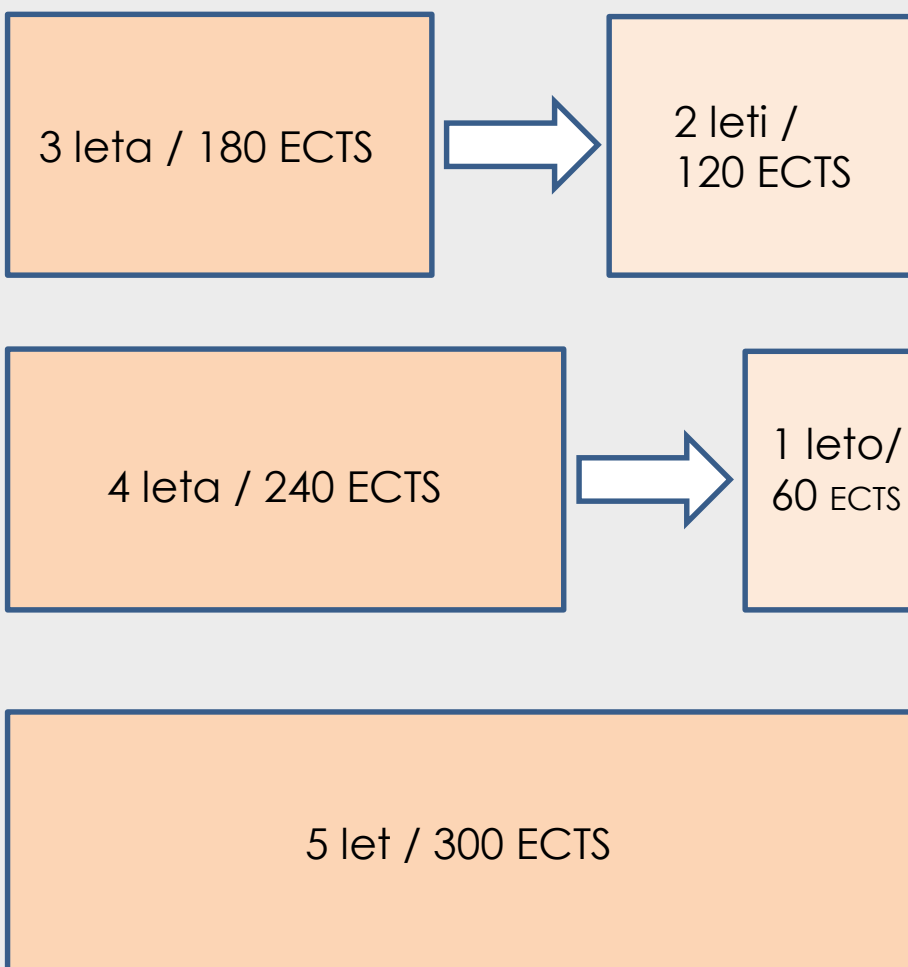 3 leta / 180 ECTS
2 leti /
120 ECTS
4 leta / 240 ECTS
1 leto/
60 ECTS
5 let / 300 ECTS